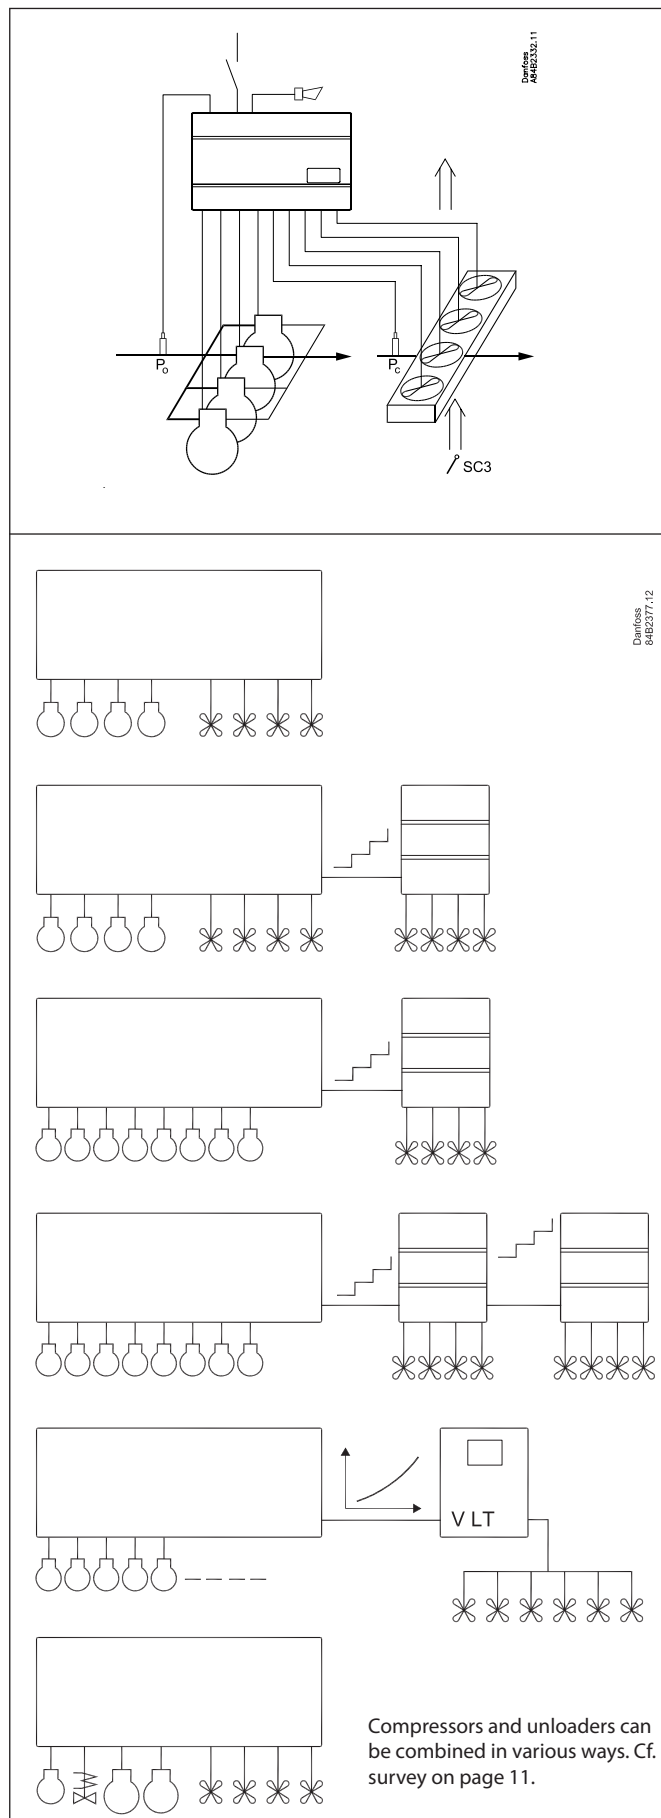 Danfoss
A84B2332.11
Po
Pc
SC3
Danfoss
84B2377.12
VLT
Compressors and unloaders can
be combined in various ways. Cf.
survey on page 11.